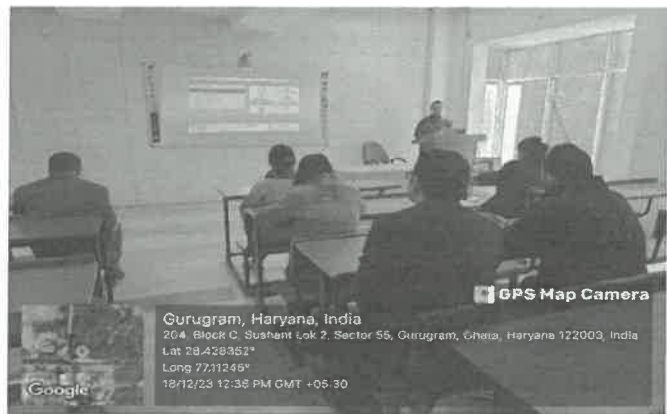 GPS Map Camera
Gurugram, Haryana, India
204, Block C, Sushant Lok 2, Sector 55, Gurugram, Ghata, Haryana 122003, India
Lat 28.428352°
Long 77.11245°
18/12/23 12:36 PM GMT +05:30
Google